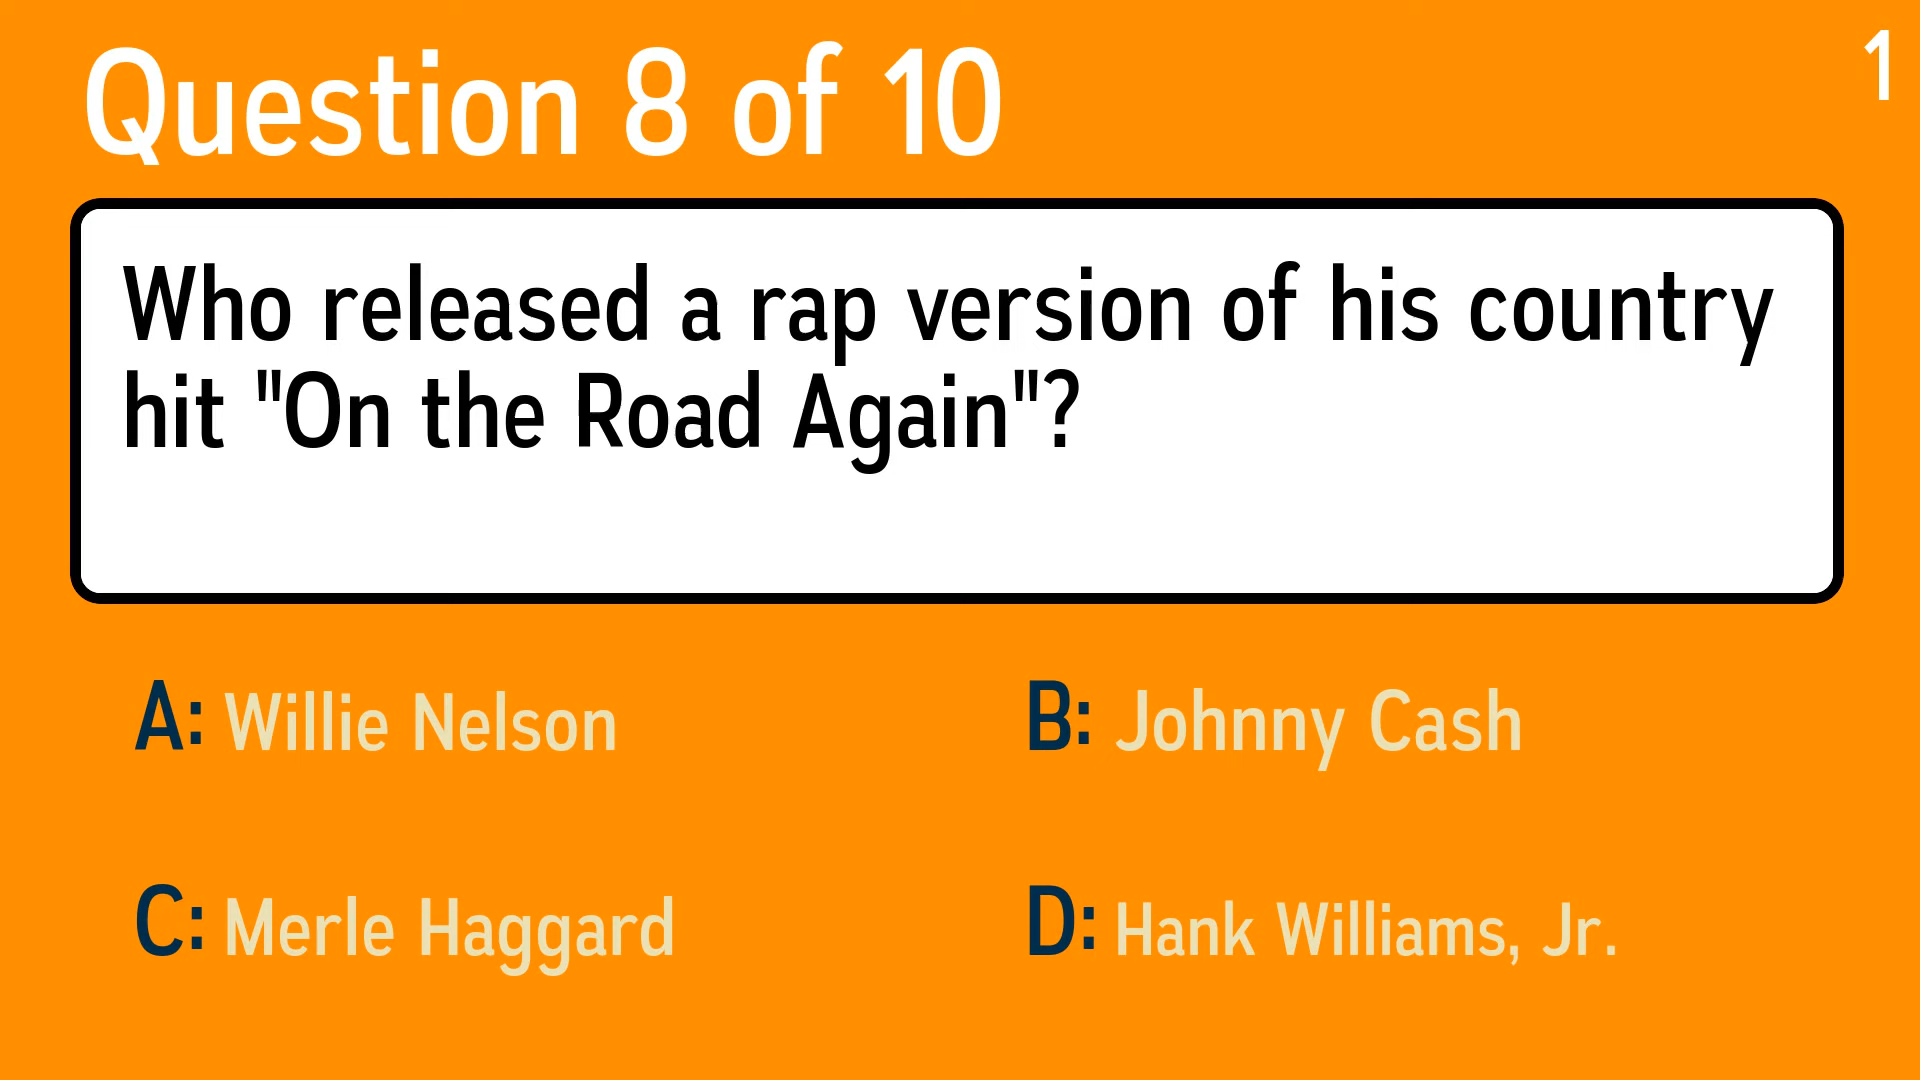 Question 8 of 10
1
Who released a rap version of his country
hit "On the Road Again"?
A: Willie Nelson
B: Johnny Cash
C: Merle Haggard
D: Hank Williams, Jr.